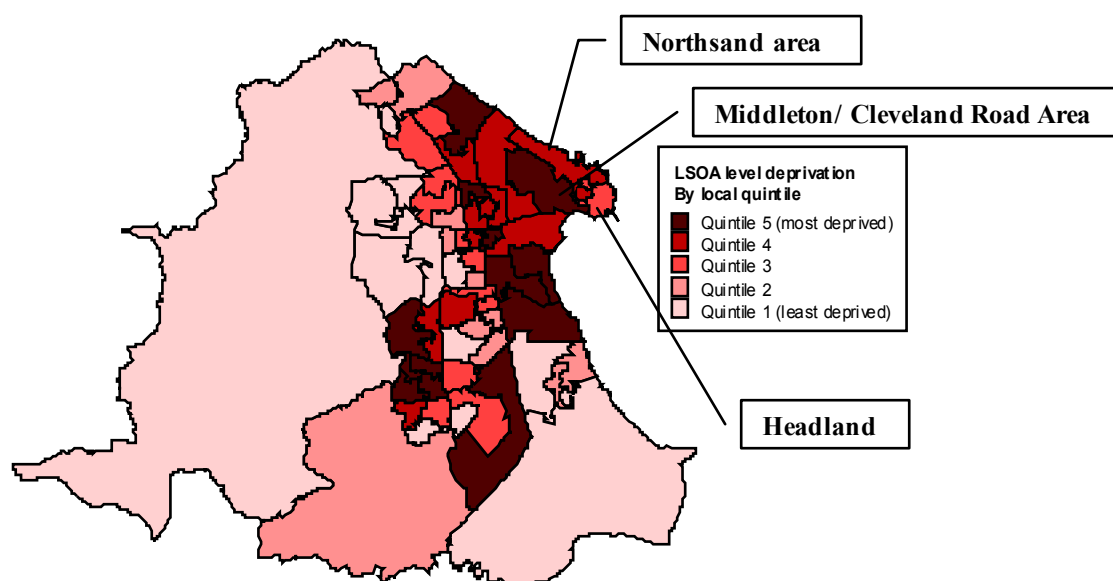 Northsand area
Middleton/ Cleveland Road Area
LSOA level deprivation
By local quintile
Quintile 5 (most deprived)
Quintile 4
Quintile 3
Quintile 2
Quintile 1 (least deprived)
Headland